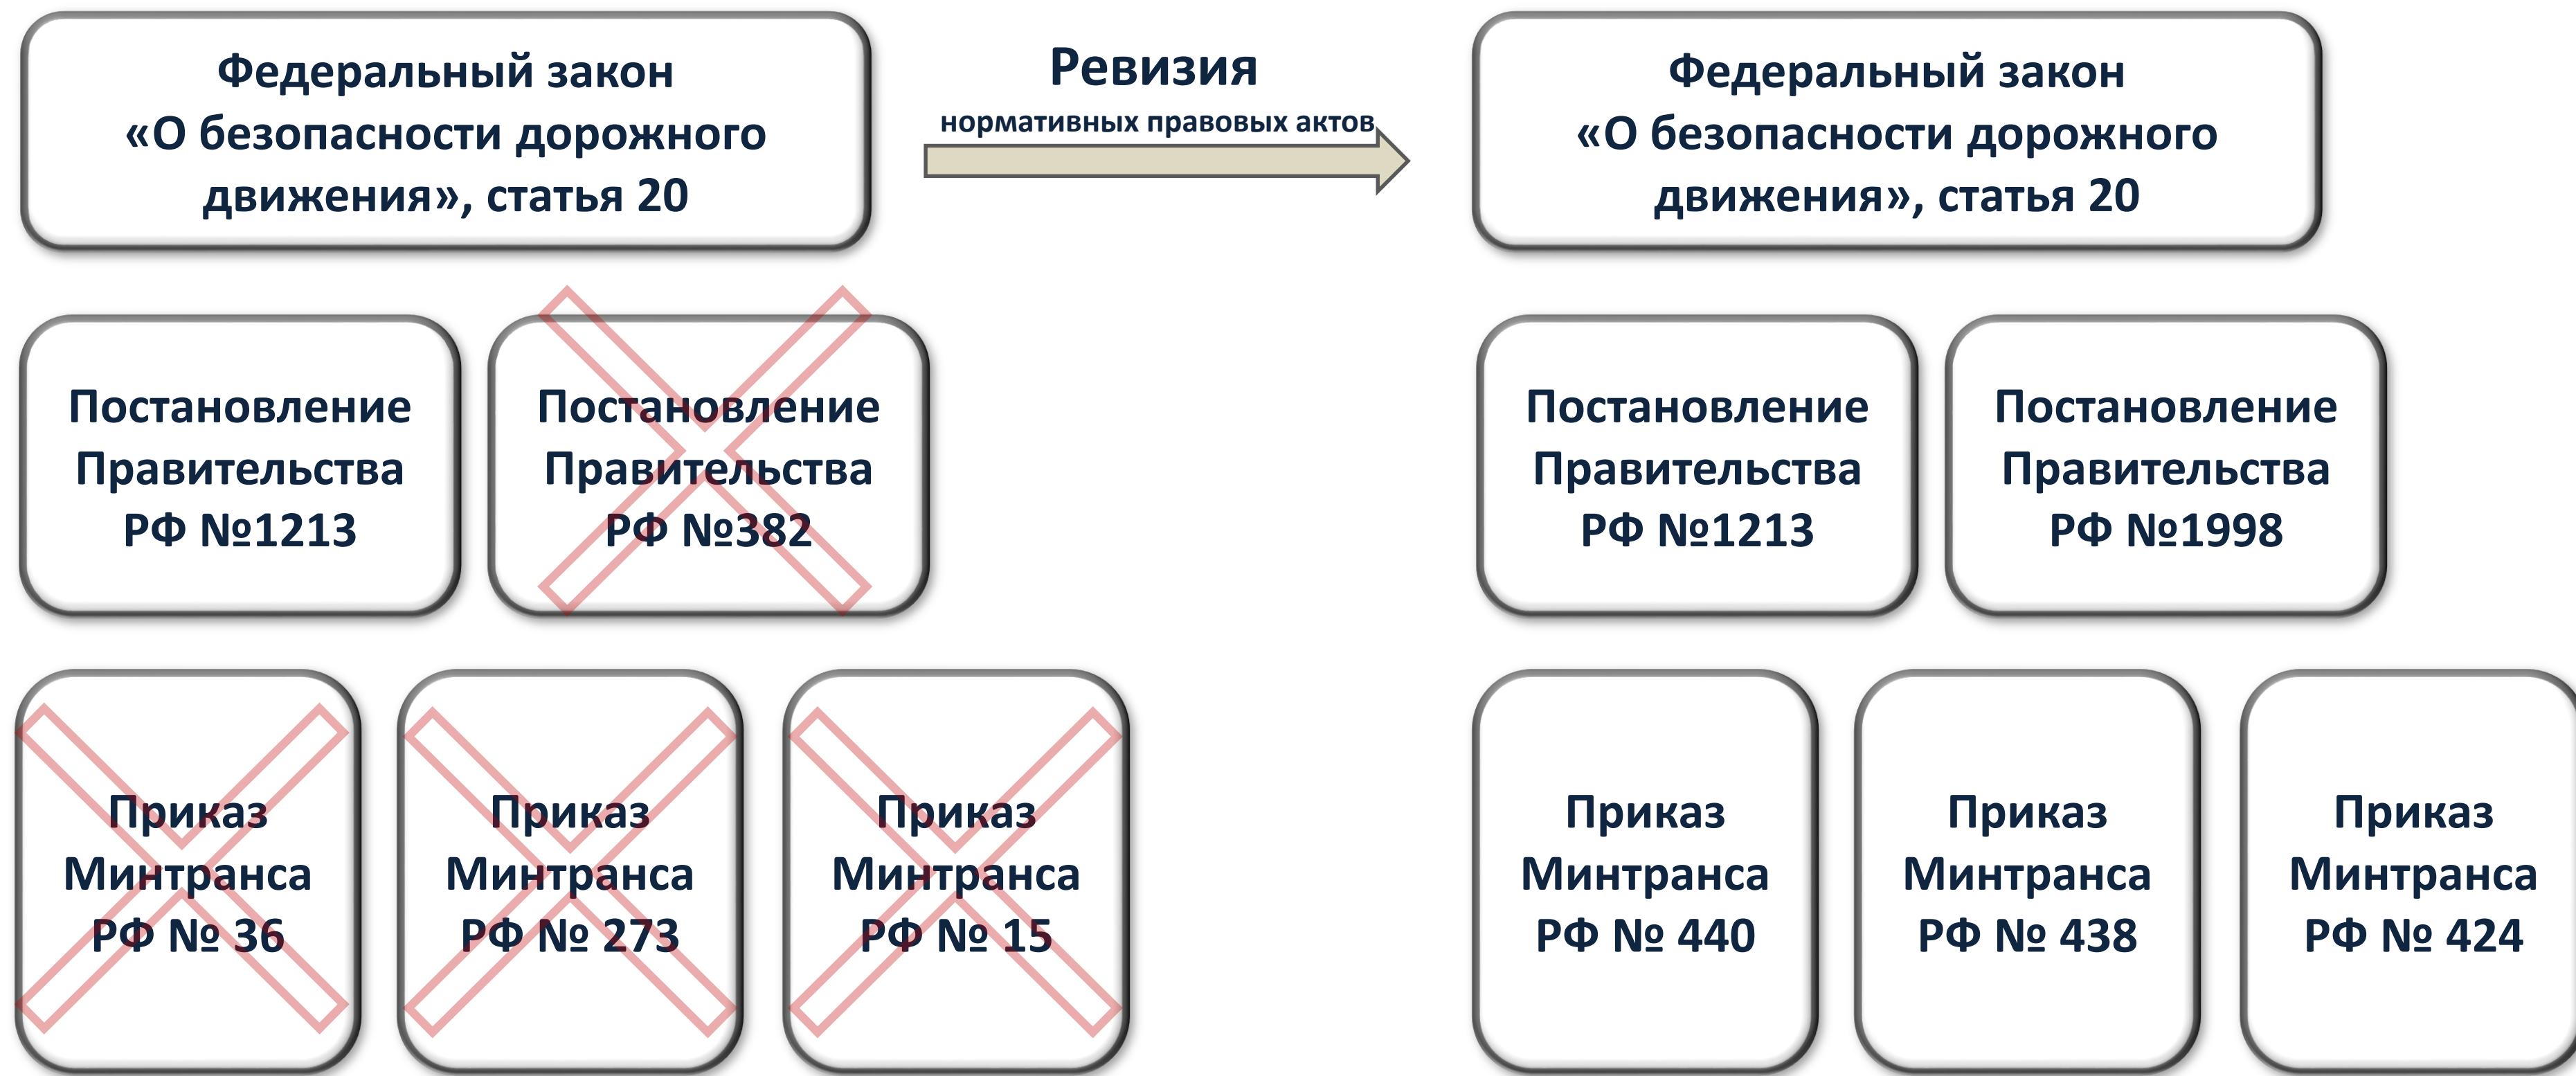 Федеральный закон
«О безопасности дорожного
движения», статья 20
Ревизия
нормативных правовых актов
Федеральный закон
«О безопасности дорожного
движения», статья 20
Постановление
Правительства
РФ №1213
Постановление
Правительства
РФ №382
Постановление
Правительства
РФ №1213
Постановление
Правительства
РФ №1998
Приказ
Минтранса
РФ № 36
Приказ
Минтранса
РФ № 273
Приказ
Минтранса
РФ № 15
Приказ
Минтранса
РФ № 440
Приказ
Минтранса
РФ № 438
Приказ
Минтранса
РФ № 424